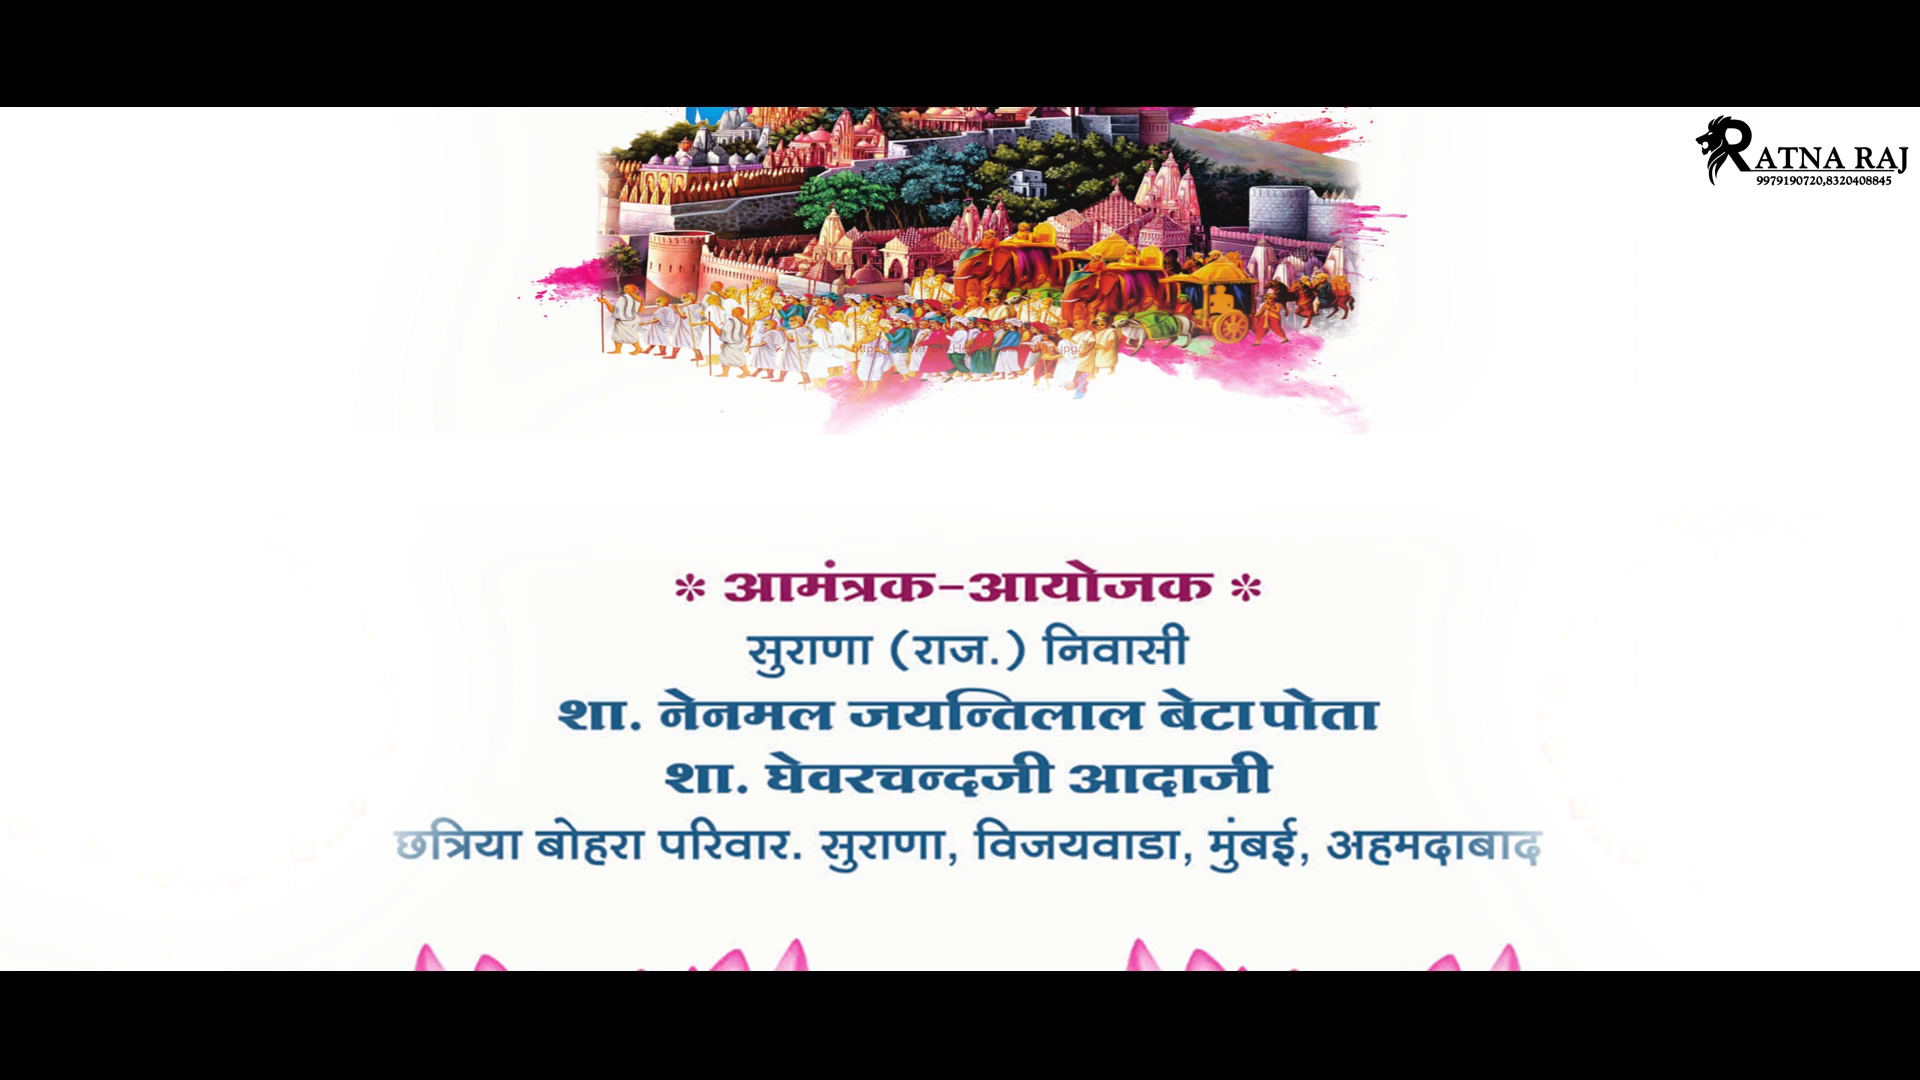 RATNA RAJ
9979190720,8320408845
* आमंत्रक-आयोजक *
सुराणा (राज.) निवासी
शा. नेनमल जयन्तिलाल बेटा पोता
शा. घेवरचन्दजी आदाजी
छत्रिया बोहरा परिवार. सुराणा, विजयवाडा, मुंबई, अहमदाबाद